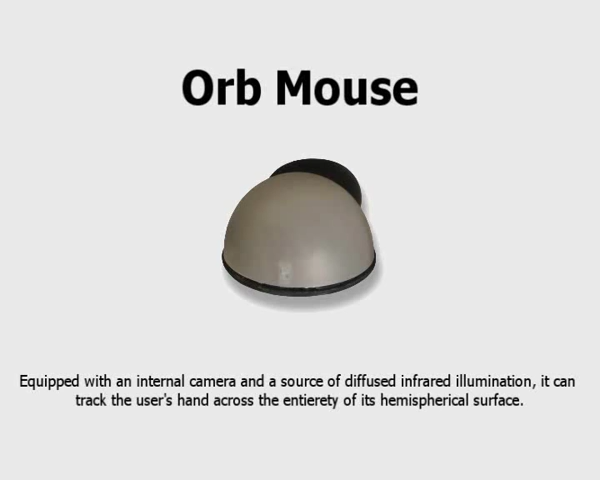 Orb Mouse
Equipped with an internal camera and a source of diffused infrared illumination, it can
track the user's hand across the entierety of its hemispherical surface.